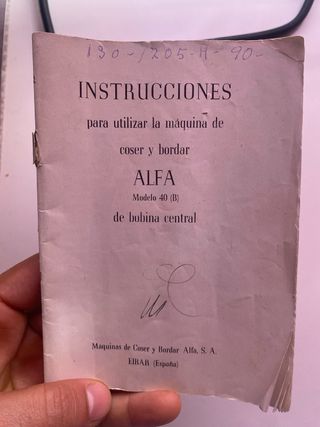 130-1205-H-90-
INSTRUCCIONES
para utilizar la máquina de
coser y bordar
ALFA
Modelo 40 (B)
de bobina central
Maquinas de Coser y Bordar Alfa, S. A.
EIBAR (España)